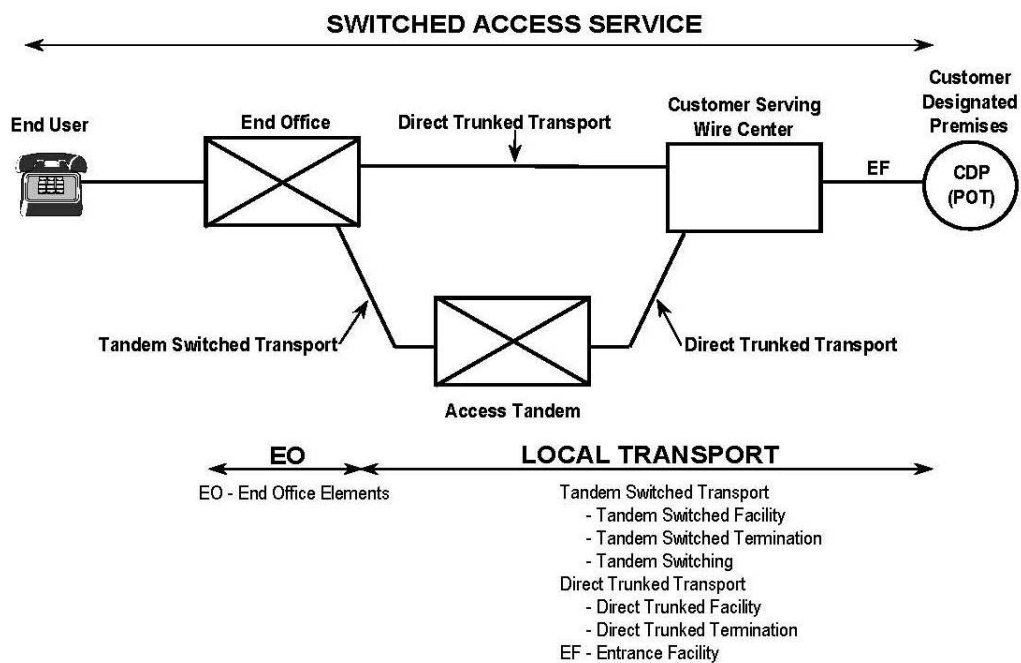 SWITCHED ACCESS SERVICE
Customer
Designated
Premises
End User
End Office
Direct Trunked Transport
Customer Serving
Wire Center
EF
CDP
(POT)
Tandem Switched Transport
Direct Trunked Transport
Access Tandem
EO
LOCAL TRANSPORT
EO - End Office Elements
Tandem Switched Transport
- Tandem Switched Facility
- Tandem Switched Termination
- Tandem Switching
Direct Trunked Transport
- Direct Trunked Facility
- Direct Trunked Termination
EF - Entrance Facility